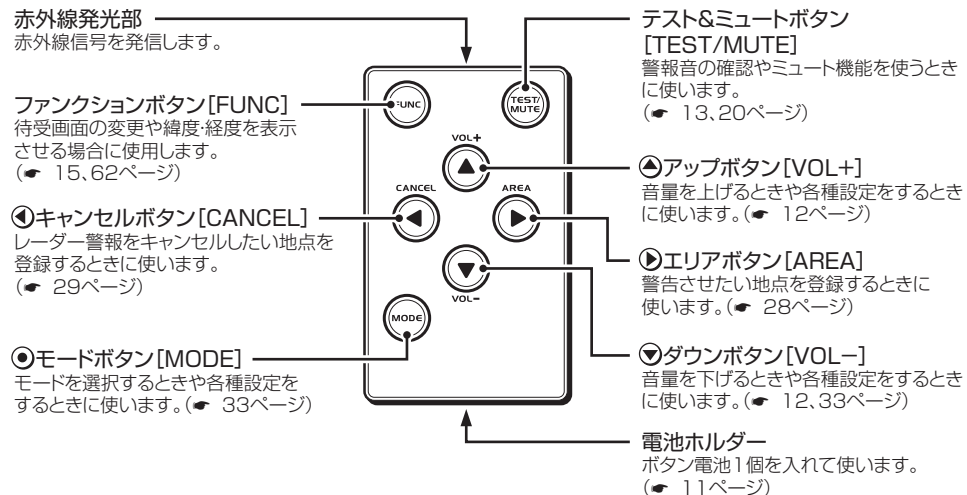 赤外線発光部
赤外線信号を発信します。
ファンクションボタン[FUNC]
待受画面の変更や緯度・経度を表示
させる場合に使用します。
(☛ 15、62ページ)
キャンセルボタン[CANCEL]
レーダー警報をキャンセルしたい地点を
登録するときに使います。
(☛ 29ページ)
モードボタン[MODE]
モードを選択するときや各種設定を
するときに使います。(☛ 33ページ)
FUNC
TEST/
MUTE
VOL+
CANCEL
AREA
VOL−
MODE
テスト&ミュートボタン
[TEST/MUTE]
警報音の確認やミュート機能を使うとき
に使います。
(☛ 13、20ページ)
アップボタン[VOL+]
音量を上げるときや各種設定をするとき
に使います。(☛ 12ページ)
エリアボタン[AREA]
警告させたい地点を登録するときに
使います。(☛ 28ページ)
ダウンボタン[VOL−]
音量を下げるときや各種設定をするとき
に使います。(☛ 12、33ページ)
電池ホルダー
ボタン電池1個を入れて使います。
(☛ 11ページ)